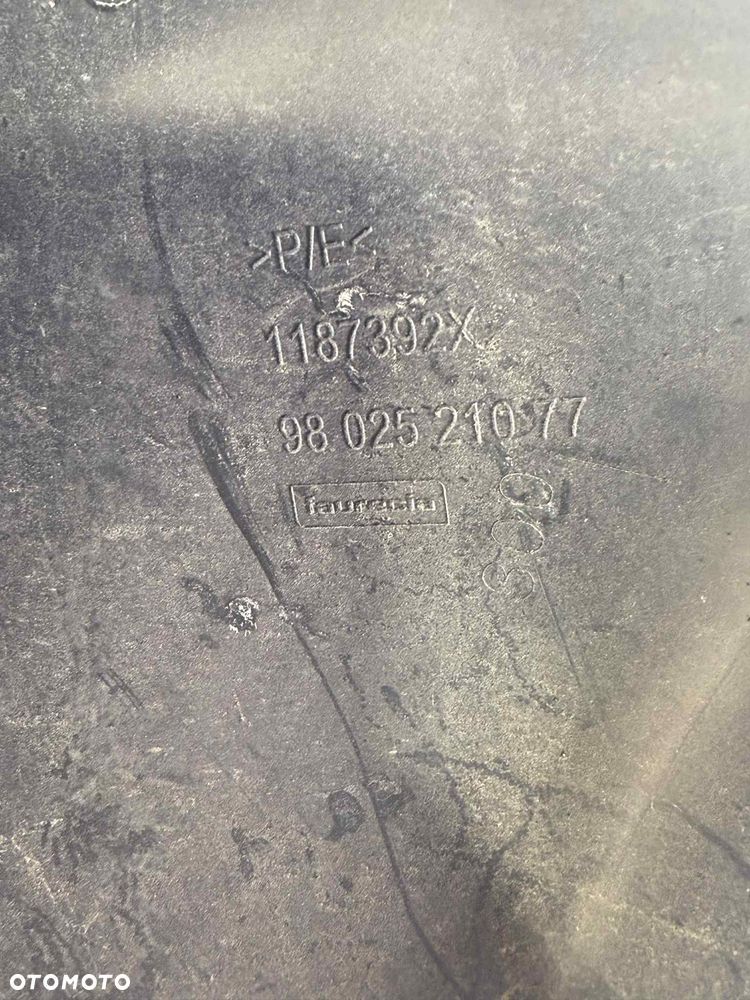 >P/E<
1187392X
98 025 210 77
faurecia
OTOMOTO